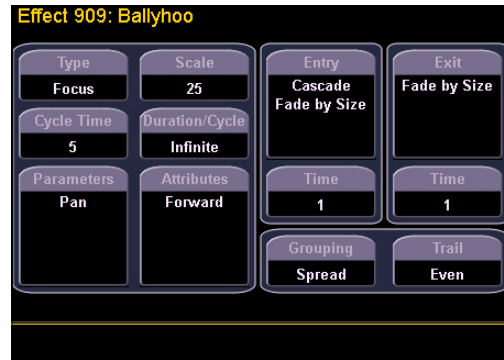 Effect 909: Ballyhoo
Type
Focus
Scale
25
Entry
Cascade
Fade by Size
Exit
Fade by Size
Cycle Time
5
Duration/Cycle
Infinite
Parameters
Pan
Attributes
Forward
Time
1
Time
1
Grouping
Spread
Trail
Even